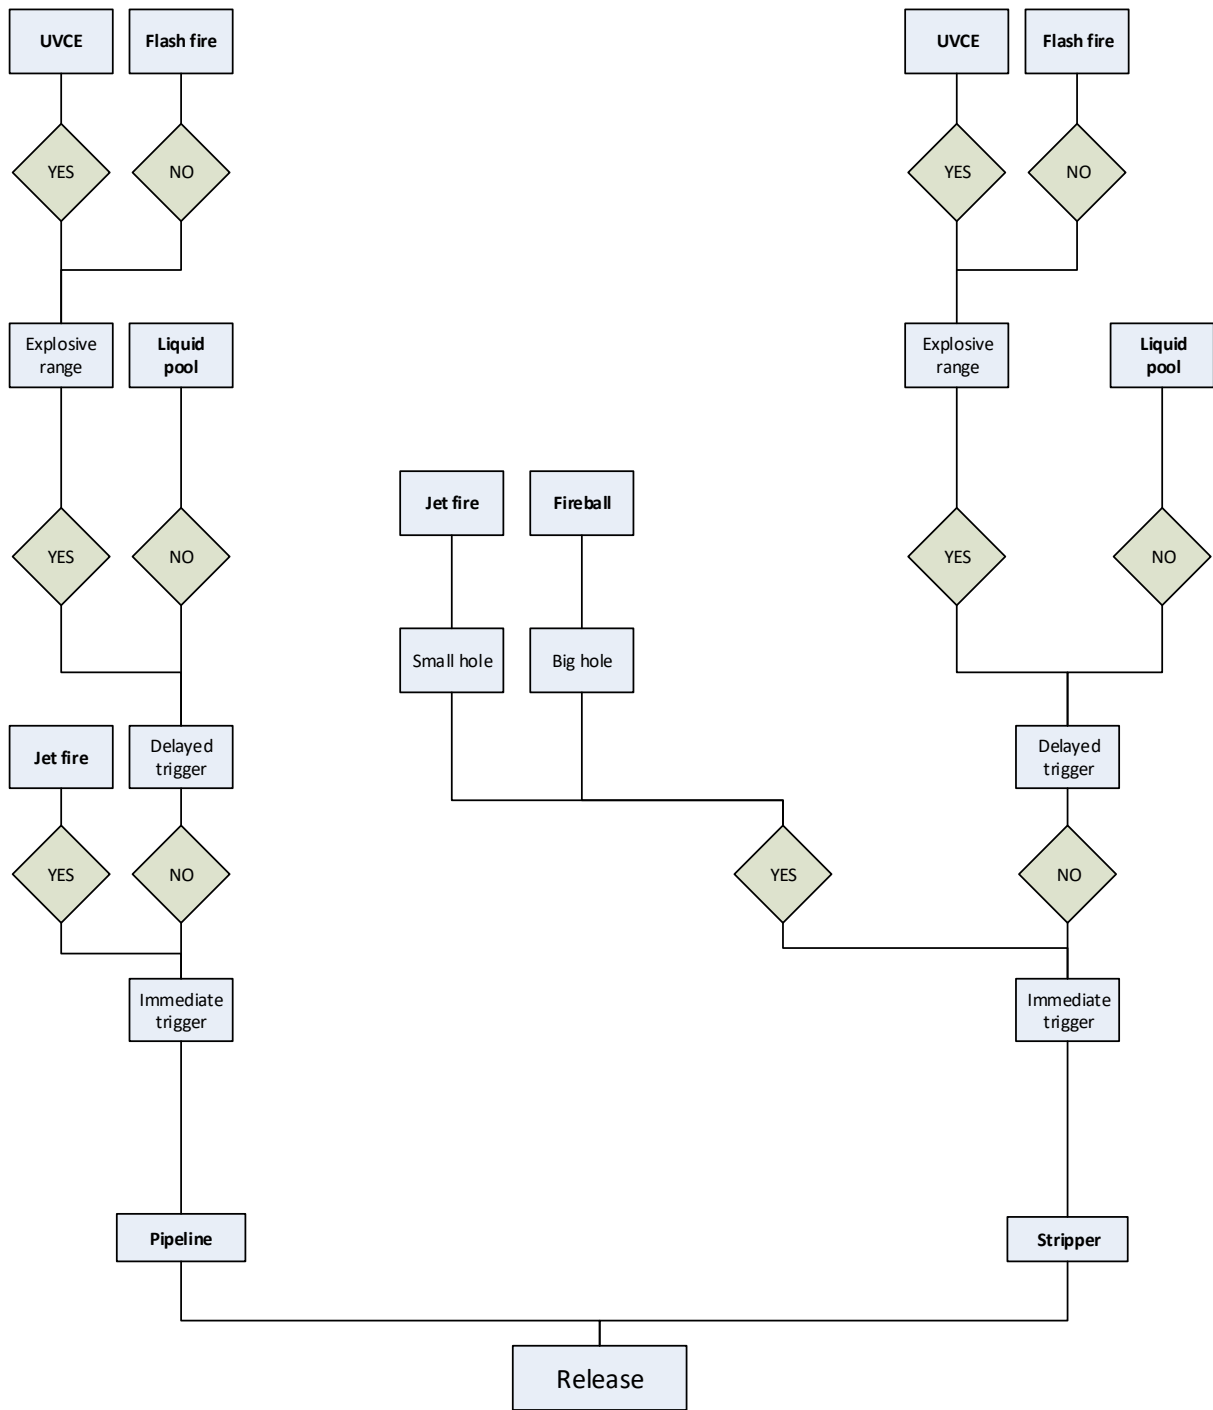 UVCE
Flash fire
UVCE
Flash fire
YES
NO
YES
NO
Explosive
range
Liquid
pool
Explosive
range
Liquid
pool
Jet fire
Fireball
YES
NO
YES
NO
Small hole
Big hole
Jet fire
Delayed
trigger
Delayed
trigger
YES
NO
YES
NO
Immediate
trigger
Immediate
trigger
Pipeline
Stripper
Release